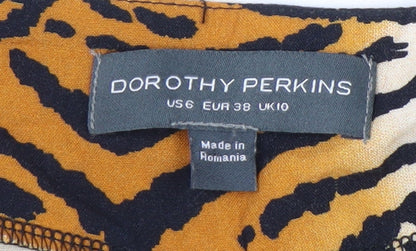 DOROTHY PERKINS
US6 EUR 38 UK10
Made in
Romania